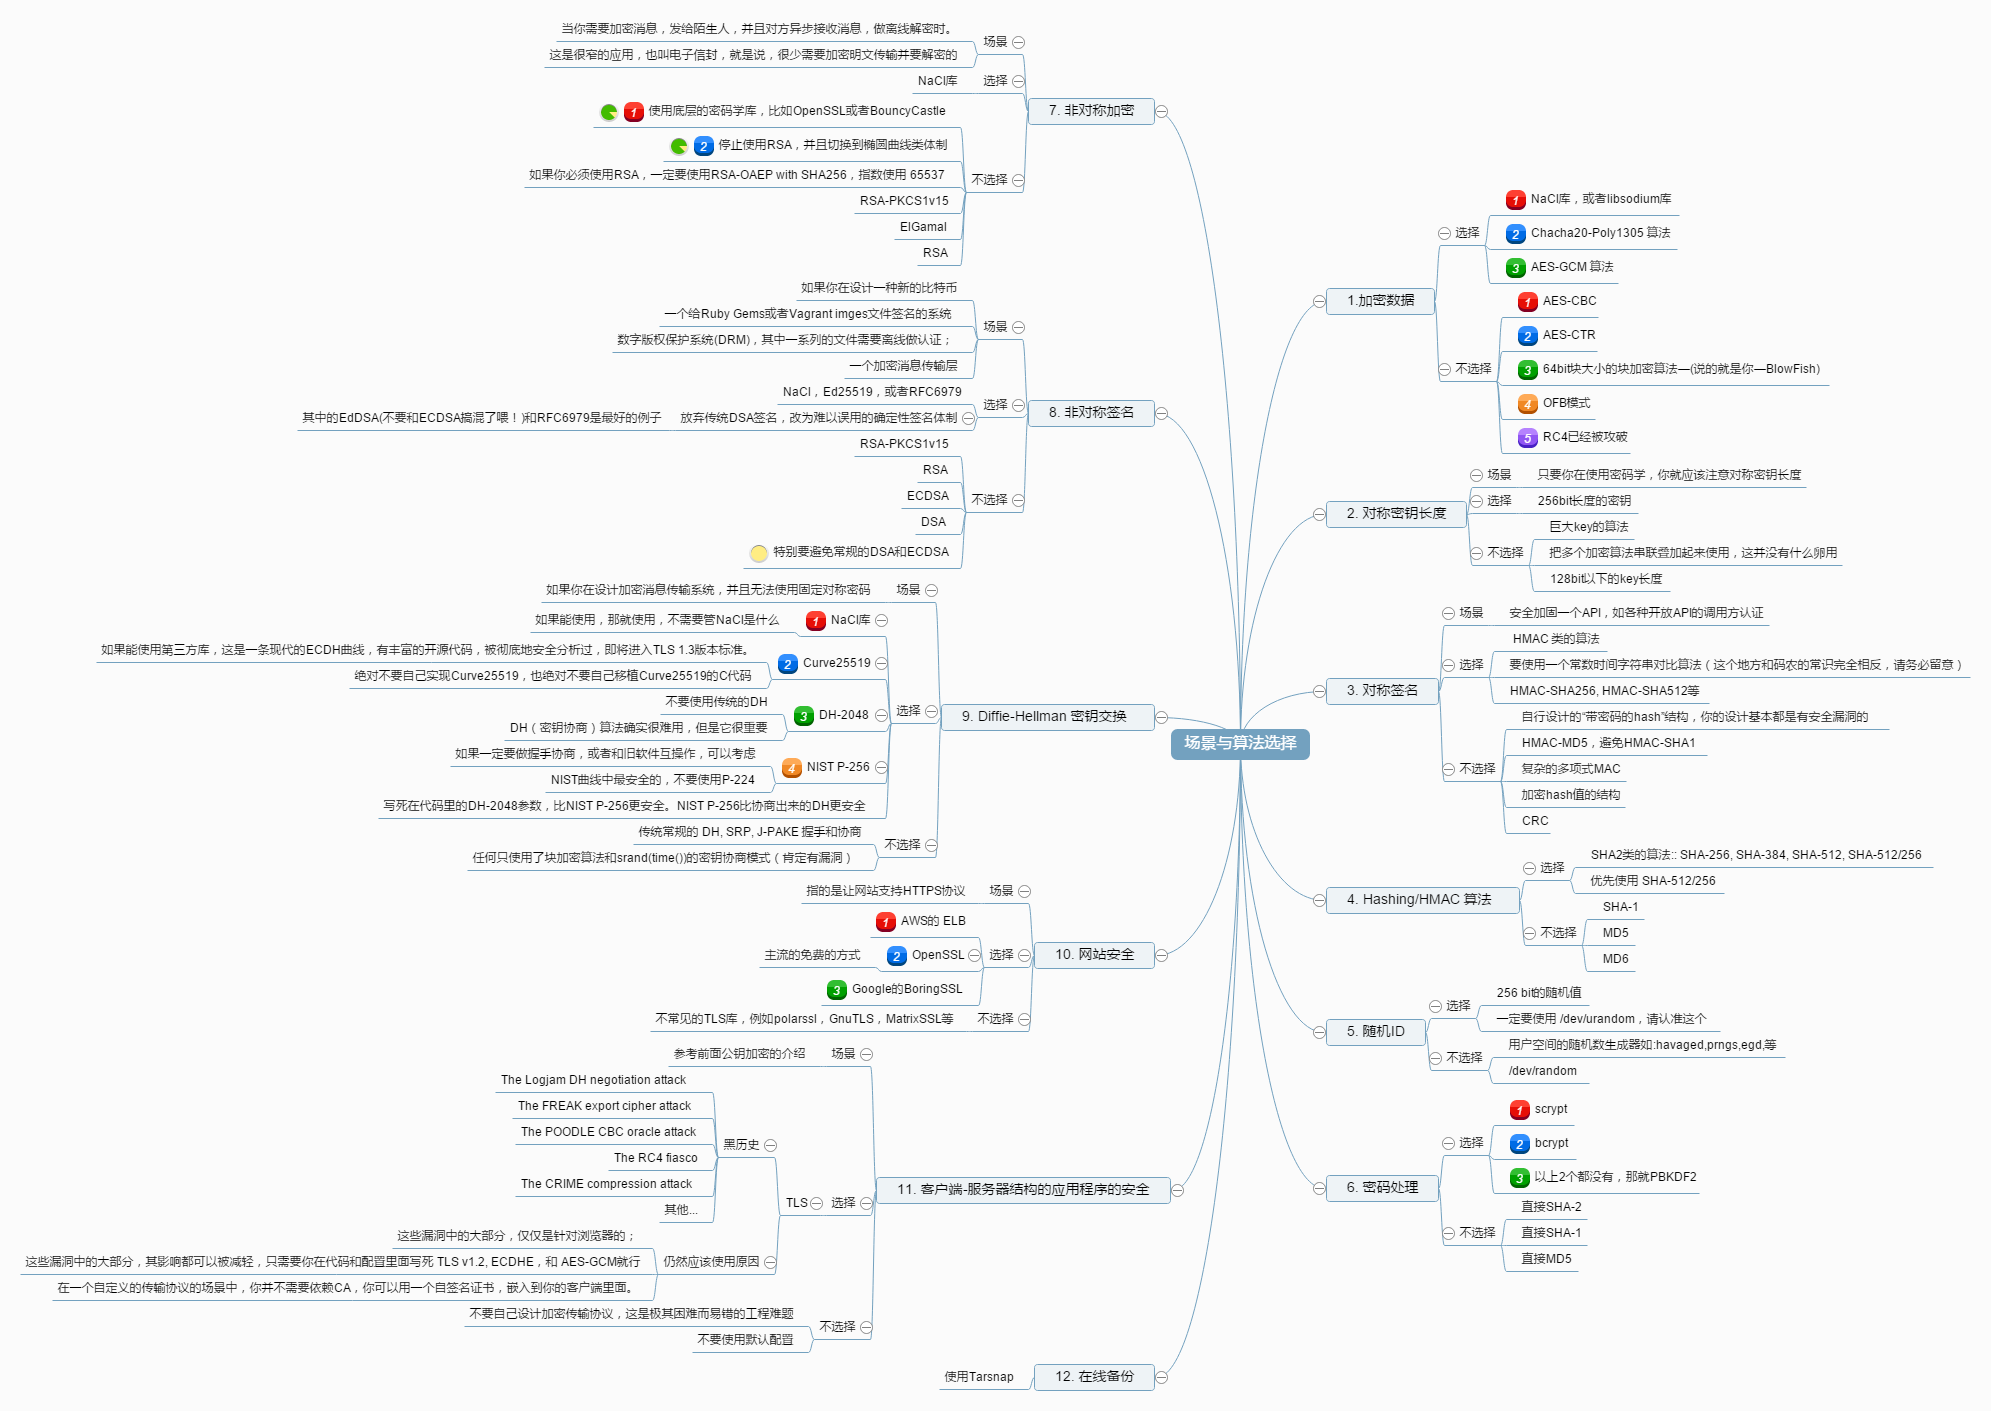 场景与算法选择
1.加密数据
选择
1 NaCl库，或者libsodium库
2 Chacha20-Poly1305 算法
3 AES-GCM 算法
不选择
1 AES-CBC
2 AES-CTR
3 64bit块大小的块加密算法—(说的就是你—BlowFish)
4 OFB模式
5 RC4已经被攻破
2. 对称密钥长度
场景
只要你在使用密码学，你就应该注意对称密钥长度
选择
256bit长度的密钥
不选择
巨大key的算法
把多个加密算法串联叠加起来使用，这并没有什么卵用
128bit以下的key长度
3. 对称签名
场景
安全加固一个API，如各种开放API的调用方认证
选择
HMAC 类的算法
要使用一个常数时间字符串对比算法（这个地方和码农的常识完全相反，请务必留意）
HMAC-SHA256, HMAC-SHA512等
不选择
自行设计的“带密码的hash”结构，你的设计基本都是有安全漏洞的
HMAC-MD5，避免HMAC-SHA1
复杂的多项式MAC
加密hash值的结构
CRC
4. Hashing/HMAC 算法
选择
SHA2类的算法:: SHA-256, SHA-384, SHA-512, SHA-512/256
优先使用 SHA-512/256
不选择
SHA-1
MD5
MD6
5. 随机ID
选择
256 bit的随机值
一定要使用 /dev/urandom，请认准这个
不选择
用户空间的随机数生成器如:havaged,prngs,egd,等
/dev/random
6. 密码处理
选择
1 scrypt
2 bcrypt
3 以上2个都没有，那就PBKDF2
不选择
直接SHA-2
直接SHA-1
直接MD5
7. 非对称加密
场景
当你需要加密消息，发给陌生人，并且对方异步接收消息，做离线解密时。
这是很窄的应用，也叫电子信封，就是说，很少需要加密明文传输并要解密的
选择
NaCl库
不选择
1 使用底层的密码学库，比如OpenSSL或者BouncyCastle
2 停止使用RSA，并且切换到椭圆曲线类体制
如果你必须使用RSA，一定要使用RSA-OAEP with SHA256，指数使用 65537
RSA-PKCS1v15
ElGamal
RSA
8. 非对称签名
场景
如果你在设计一种新的比特币
一个给Ruby Gems或者Vagrant imges文件签名的系统
数字版权保护系统(DRM)，其中一系列的文件需要离线做认证；
一个加密消息传输层
选择
NaCl，Ed25519，或者RFC6979
放弃传统DSA签名，改为难以误用的确定性签名体制
其中的EdDSA(不要和ECDSA搞混了喂！)和RFC6979是最好的例子
不选择
RSA-PKCS1v15
RSA
ECDSA
DSA
特别要避免常规的DSA和ECDSA
9. Diffie-Hellman 密钥交换
场景
如果你在设计加密消息传输系统，并且无法使用固定对称密码
选择
1 NaCl库
如果能使用，那就使用，不需要管NaCl是什么
2 Curve25519
如果能使用第三方库，这是一条现代的ECDH曲线，有丰富的开源代码，被彻底地安全分析过，即将进入TLS 1.3版本标准。
绝对不要自己实现Curve25519，也绝对不要自己移植Curve25519的C代码
3 DH-2048
不要使用传统的DH
DH（密钥协商）算法确实很难用，但是它很重要
4 NIST P-256
如果一定要做握手协商，或者和旧软件互操作，可以考虑
NIST曲线中最安全的，不要使用P-224
写死在代码里的DH-2048参数，比NIST P-256更安全。NIST P-256比协商出来的DH更安全
不选择
传统常规的 DH, SRP, J-PAKE 握手和协商
任何只使用了块加密算法和srand(time())的密钥协商模式（肯定有漏洞）
10. 网站安全
场景
指的是让网站支持HTTPS协议
选择
1 AWS的 ELB
2 OpenSSL
主流的免费的方式
3 Google的BoringSSL
不选择
不常见的TLS库，例如polarssl，GnuTLS，MatrixSSL等
11. 客户端-服务器结构的应用程序的安全
场景
参考前面公钥加密的介绍
选择
TLS
黑历史
The Logjam DH negotiation attack
The FREAK export cipher attack
The POODLE CBC oracle attack
The RC4 fiasco
The CRIME compression attack
其他...
仍然应该使用原因
这些漏洞中的大部分，仅仅是针对浏览器的；
这些漏洞中的大部分，其影响都可以被减轻，只需要你在代码和配置里面写死 TLS v1.2, ECDHE，和 AES-GCM就行
在一个自定义的传输协议的场景中，你并不需要依赖CA，你可以用一个自签名证书，嵌入到你的客户端里面。
不选择
不要自己设计加密传输协议，这是极其困难而易错的工程难题
不要使用默认配置
12. 在线备份
使用Tarsnap